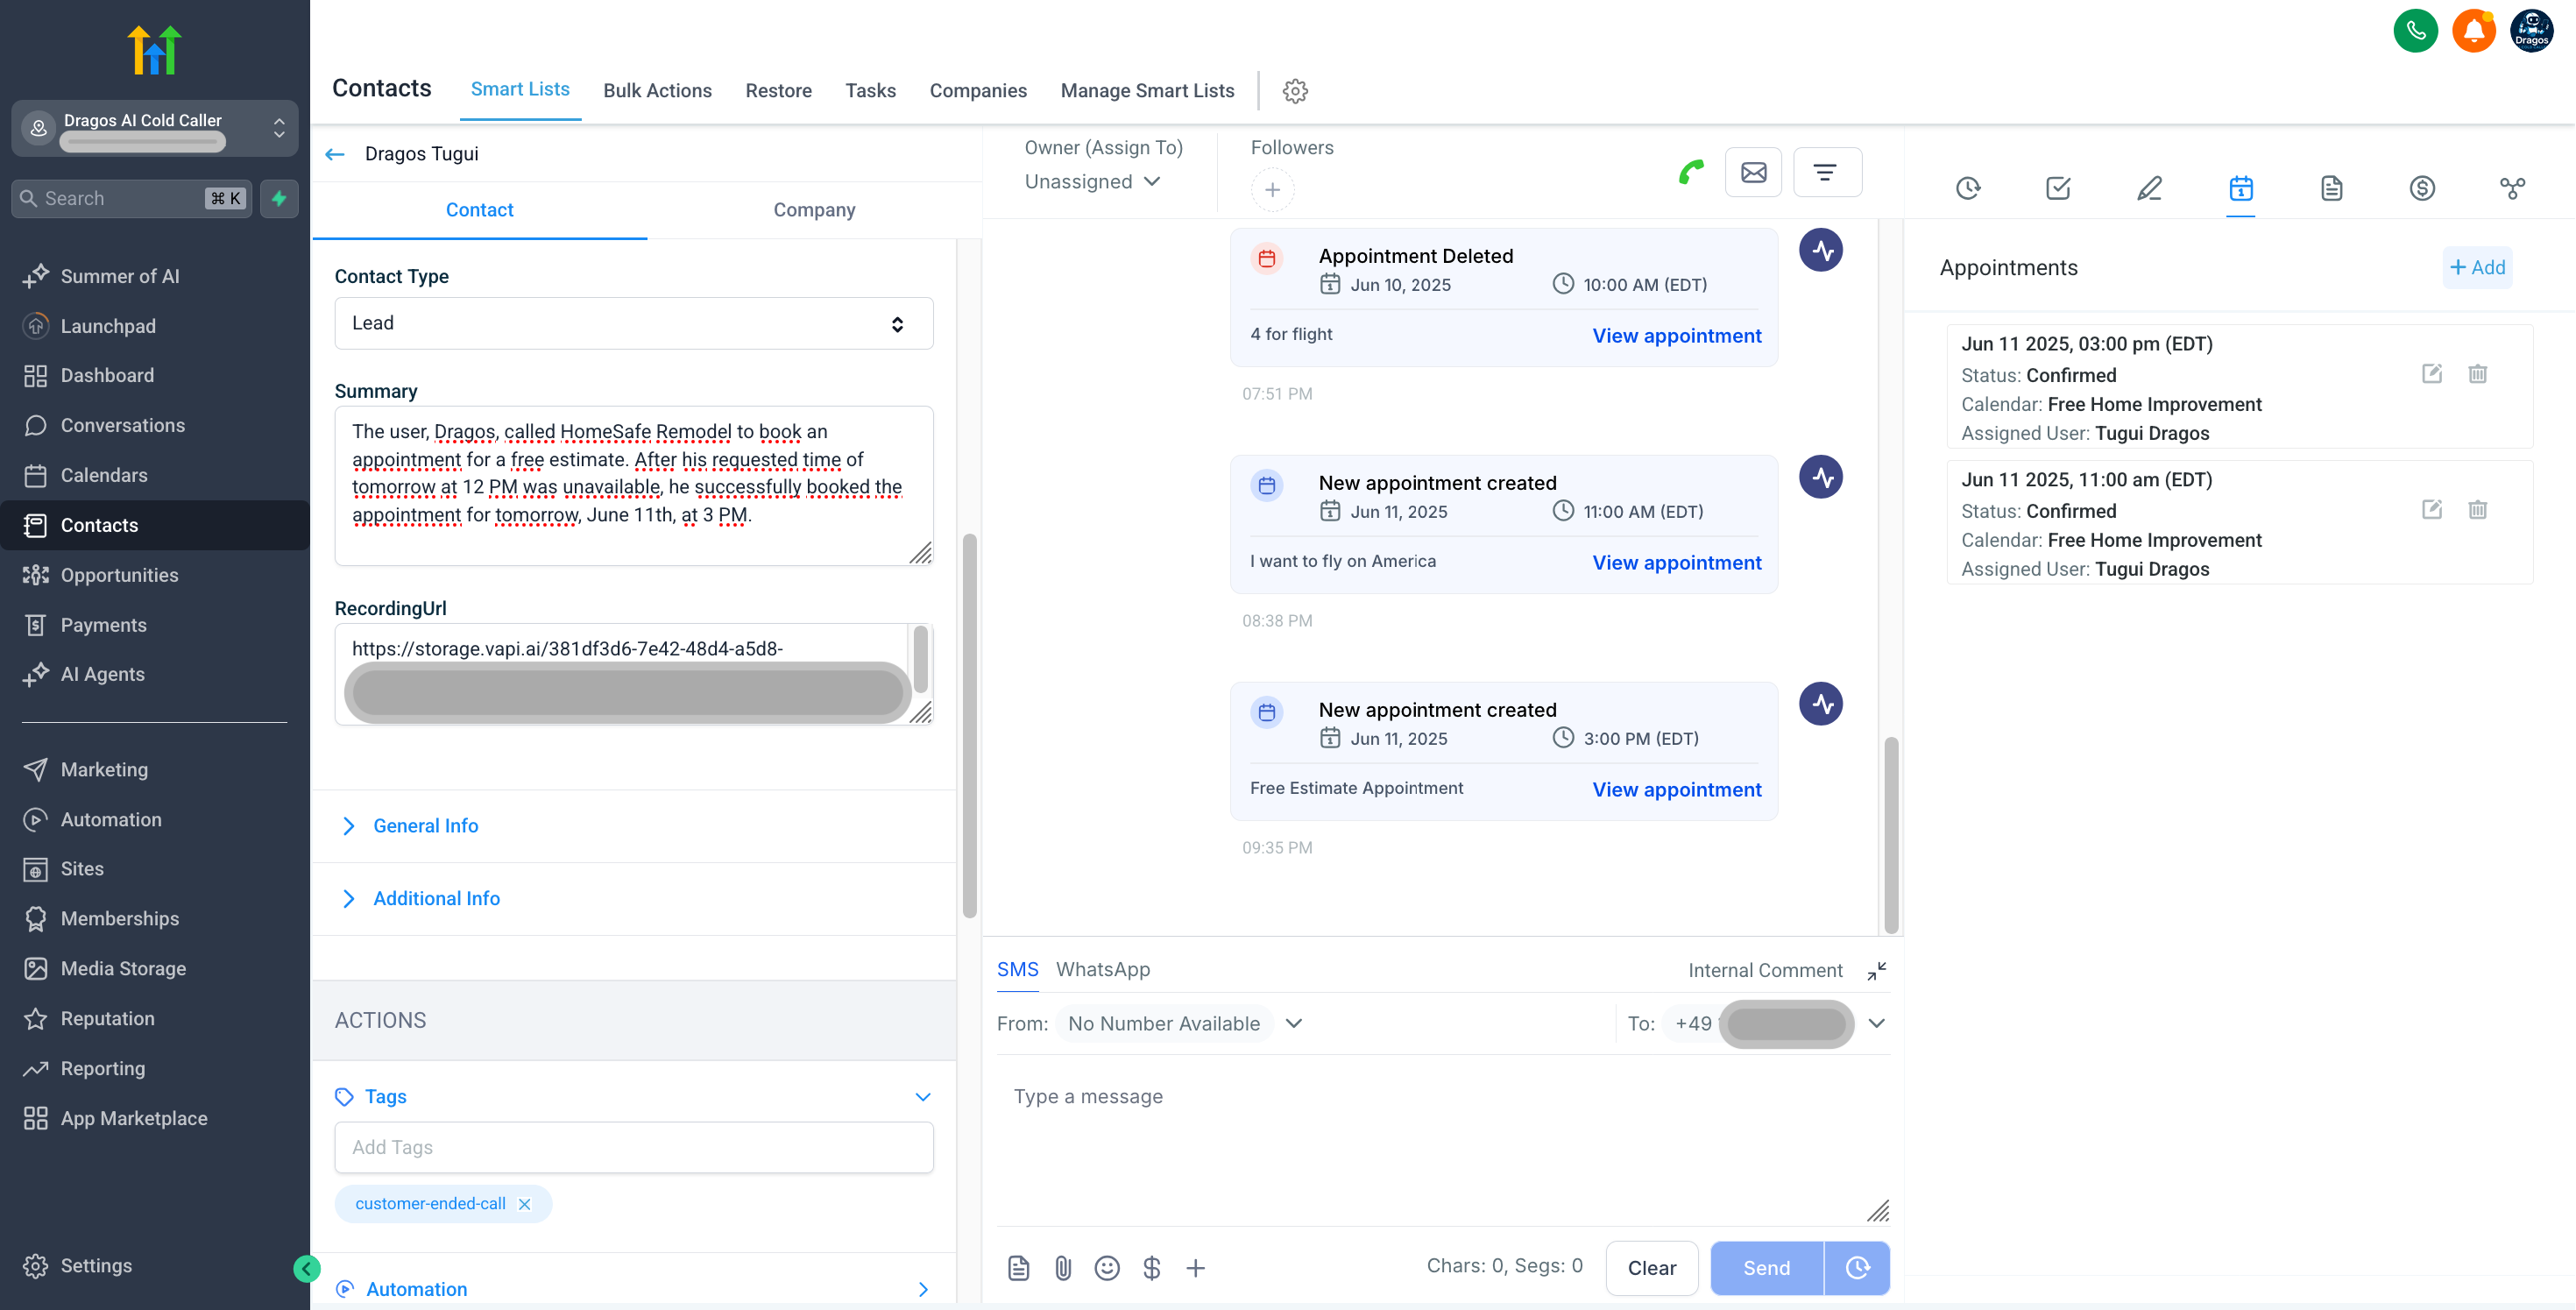 Dragos AI Cold Caller
Search
⌘ K
Summer of AI
Launchpad
Dashboard
Conversations
Calendars
Contacts
Opportunities
Payments
AI Agents
Marketing
Automation
Sites
Memberships
Media Storage
Reputation
Reporting
App Marketplace
Settings
Dragos
Contacts
Smart Lists
Bulk Actions
Restore
Tasks
Companies
Manage Smart Lists
Dragos Tugui
Contact
Company
Contact Type
Lead
Summary
The user, Dragos, called HomeSafe Remodel to book an
appointment for a free estimate. After his requested time of
tomorrow at 12 PM was unavailable, he successfully booked the
appointment for tomorrow, June 11th, at 3 PM.
RecordingUrl
https://storage.vapi.ai/381df3d6-7e42-48d4-a5d8-
General Info
Additional Info
ACTIONS
Tags
Add Tags
customer-ended-call
Automation
Owner (Assign To)
Unassigned
Followers
Appointment Deleted
Jun 10, 2025
10:00 AM (EDT)
4 for flight
View appointment
07:51 PM
New appointment created
Jun 11, 2025
11:00 AM (EDT)
I want to fly on America
View appointment
08:38 PM
New appointment created
Jun 11, 2025
3:00 PM (EDT)
Free Estimate Appointment
View appointment
09:35 PM
SMS
WhatsApp
Internal Comment
From: No Number Available
To: +49
Type a message
Chars: 0, Segs: 0
Clear
Send
Appointments
+ Add
Jun 11 2025, 03:00 pm (EDT)
Status: Confirmed
Calendar: Free Home Improvement
Assigned User: Tugui Dragos
Jun 11 2025, 11:00 am (EDT)
Status: Confirmed
Calendar: Free Home Improvement
Assigned User: Tugui Dragos